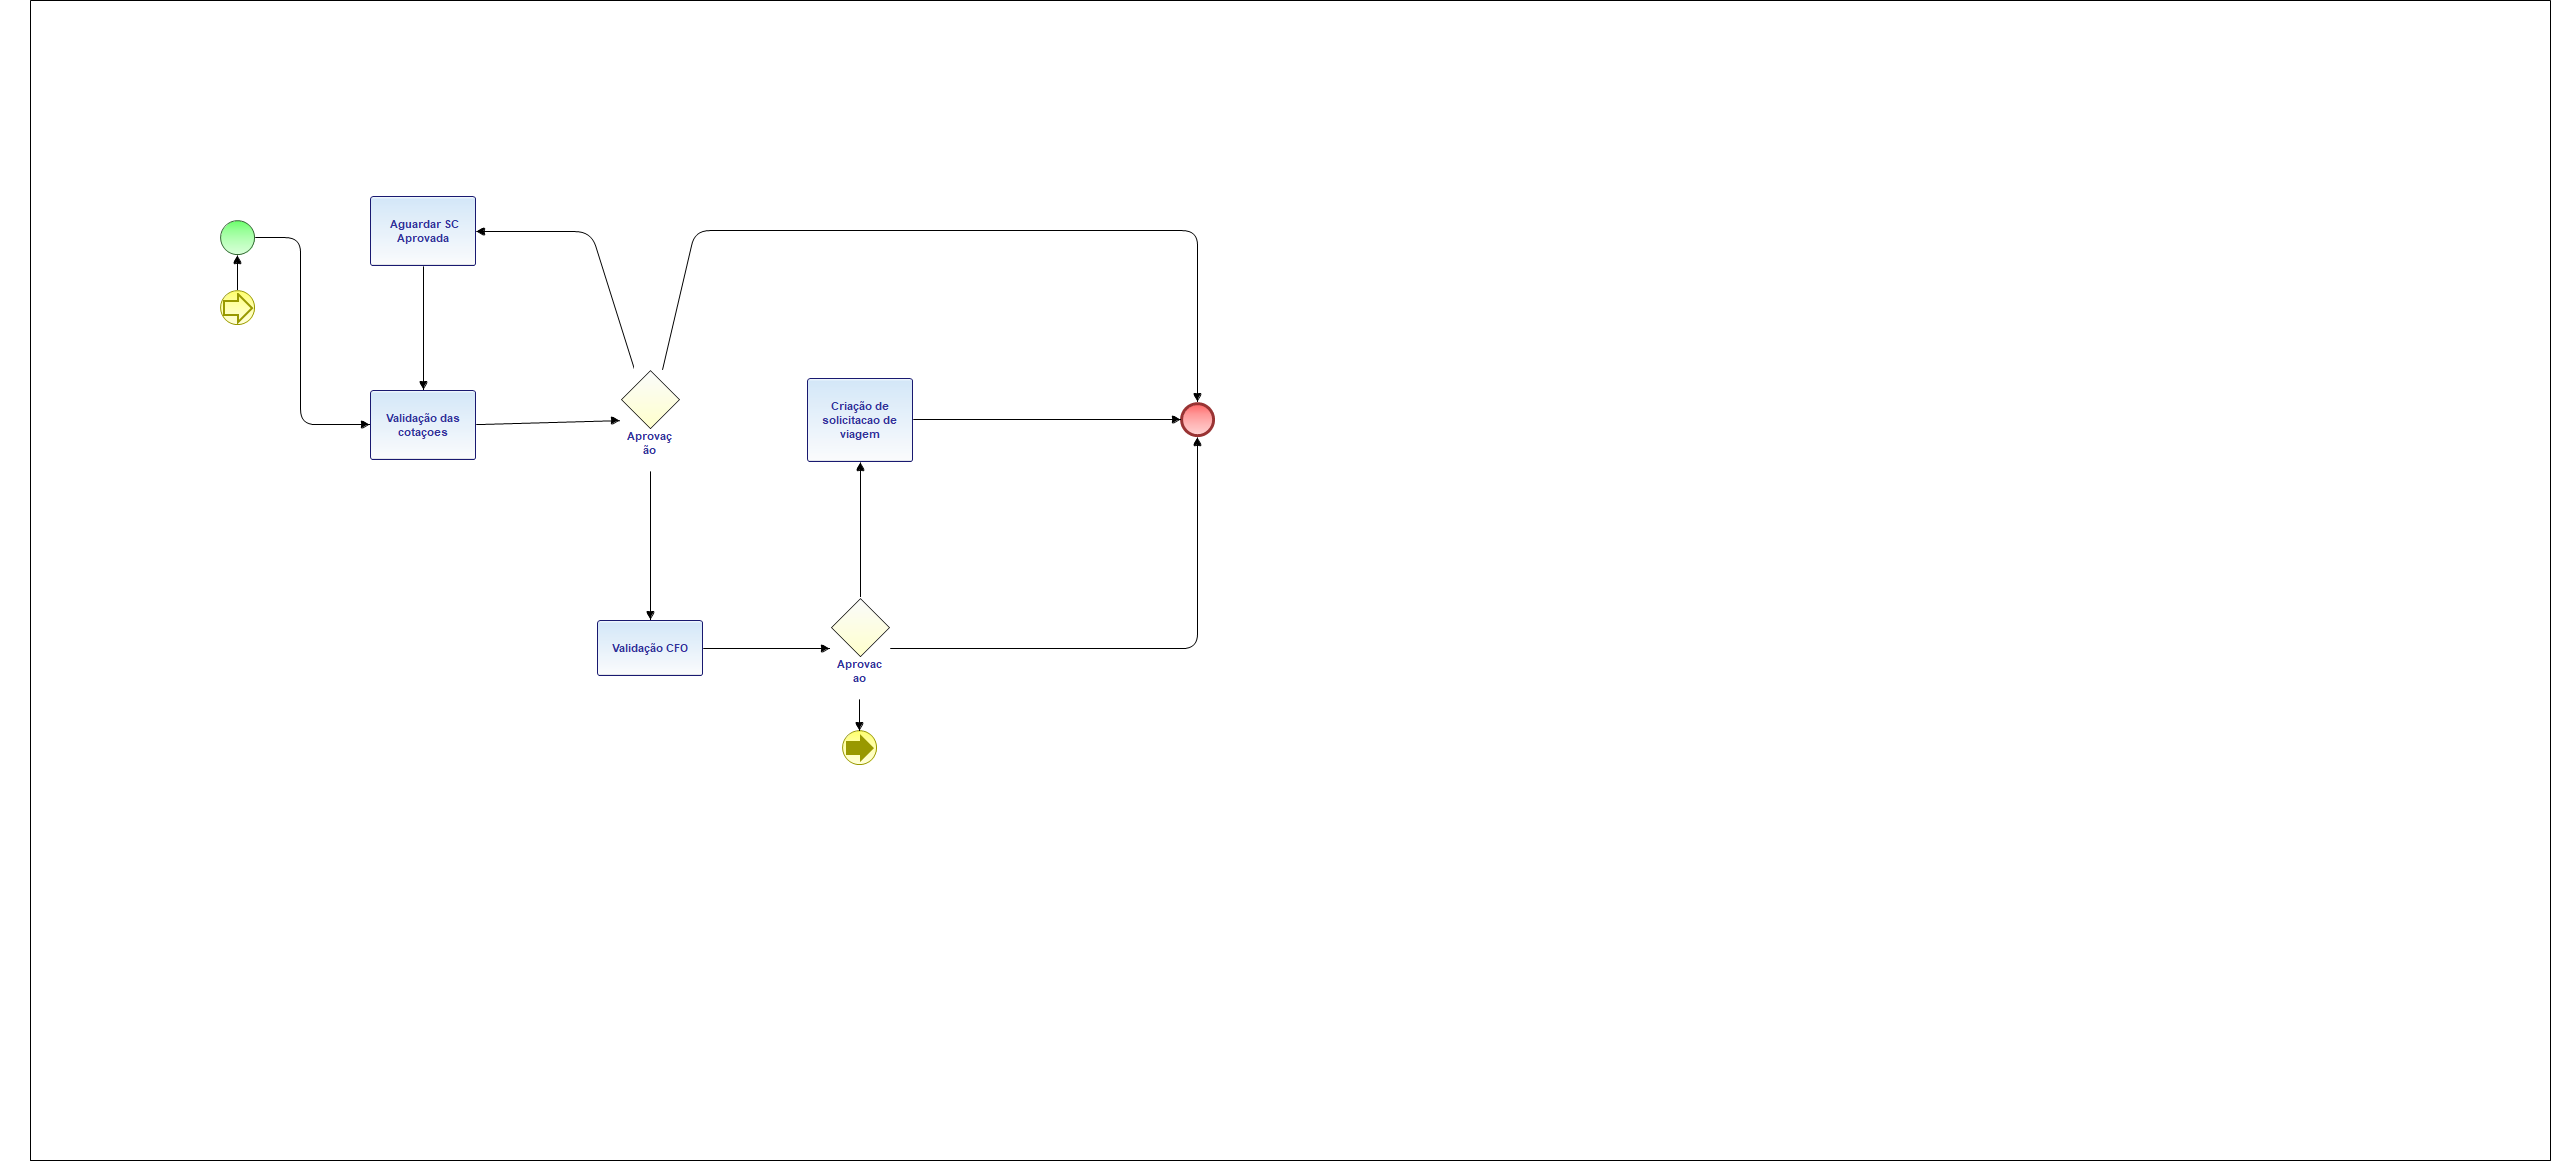 Aguardar SC
Aprovada
Validação das
cotaçoes
Aprovaç
ão
Criação de
solicitacao de
viagem
Validação CFO
Aprovac
ao